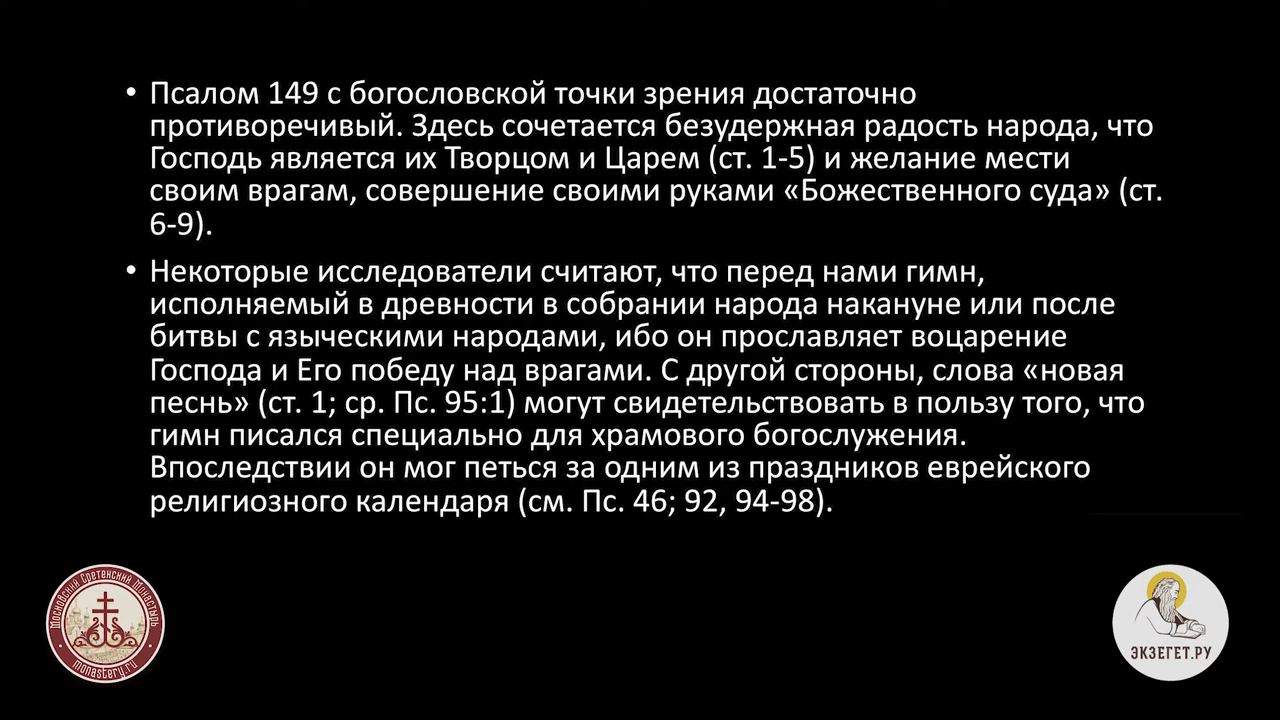 • Псалом 149 с богословской точки зрения достаточно
противоречивый. Здесь сочетается безудержная радость народа, что
Господь является их Творцом и Царем (ст. 1-5) и желание мести
своим врагам, совершение своими руками «Божественного суда» (ст.
6-9).
• Некоторые исследователи считают, что перед нами гимн,
исполняемый в древности в собрании народа накануне или после
битвы с языческими народами, ибо он прославляет воцарение
Господа и Его победу над врагами. С другой стороны, слова «новая
песнь» (ст. 1; ср. Пс. 95:1) могут свидетельствовать в пользу того, что
гимн писался специально для храмового богослужения.
Впоследствии он мог петься за одним из праздников еврейского
религиозного календаря (см. Пс. 46; 92, 94-98).
Московский Сретенский Монастырь
monastery.ru
ЭКЗЕГЕТ.РУ